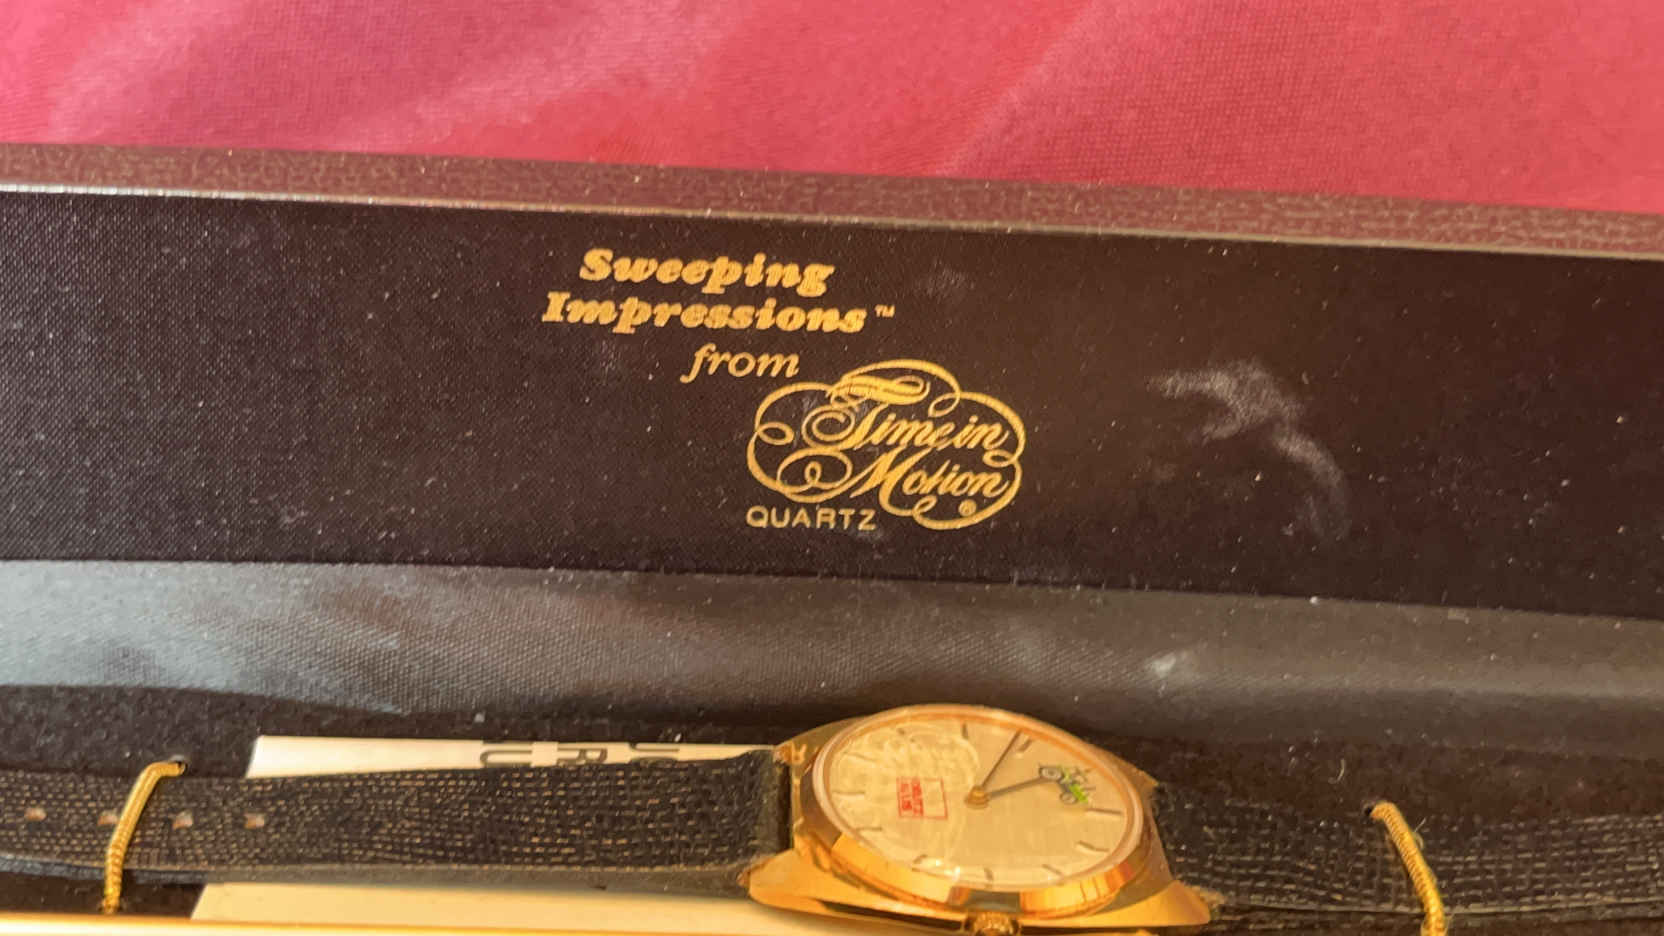 Sweeping
Impressions™
from
Time in
Motion®
QUARTZ